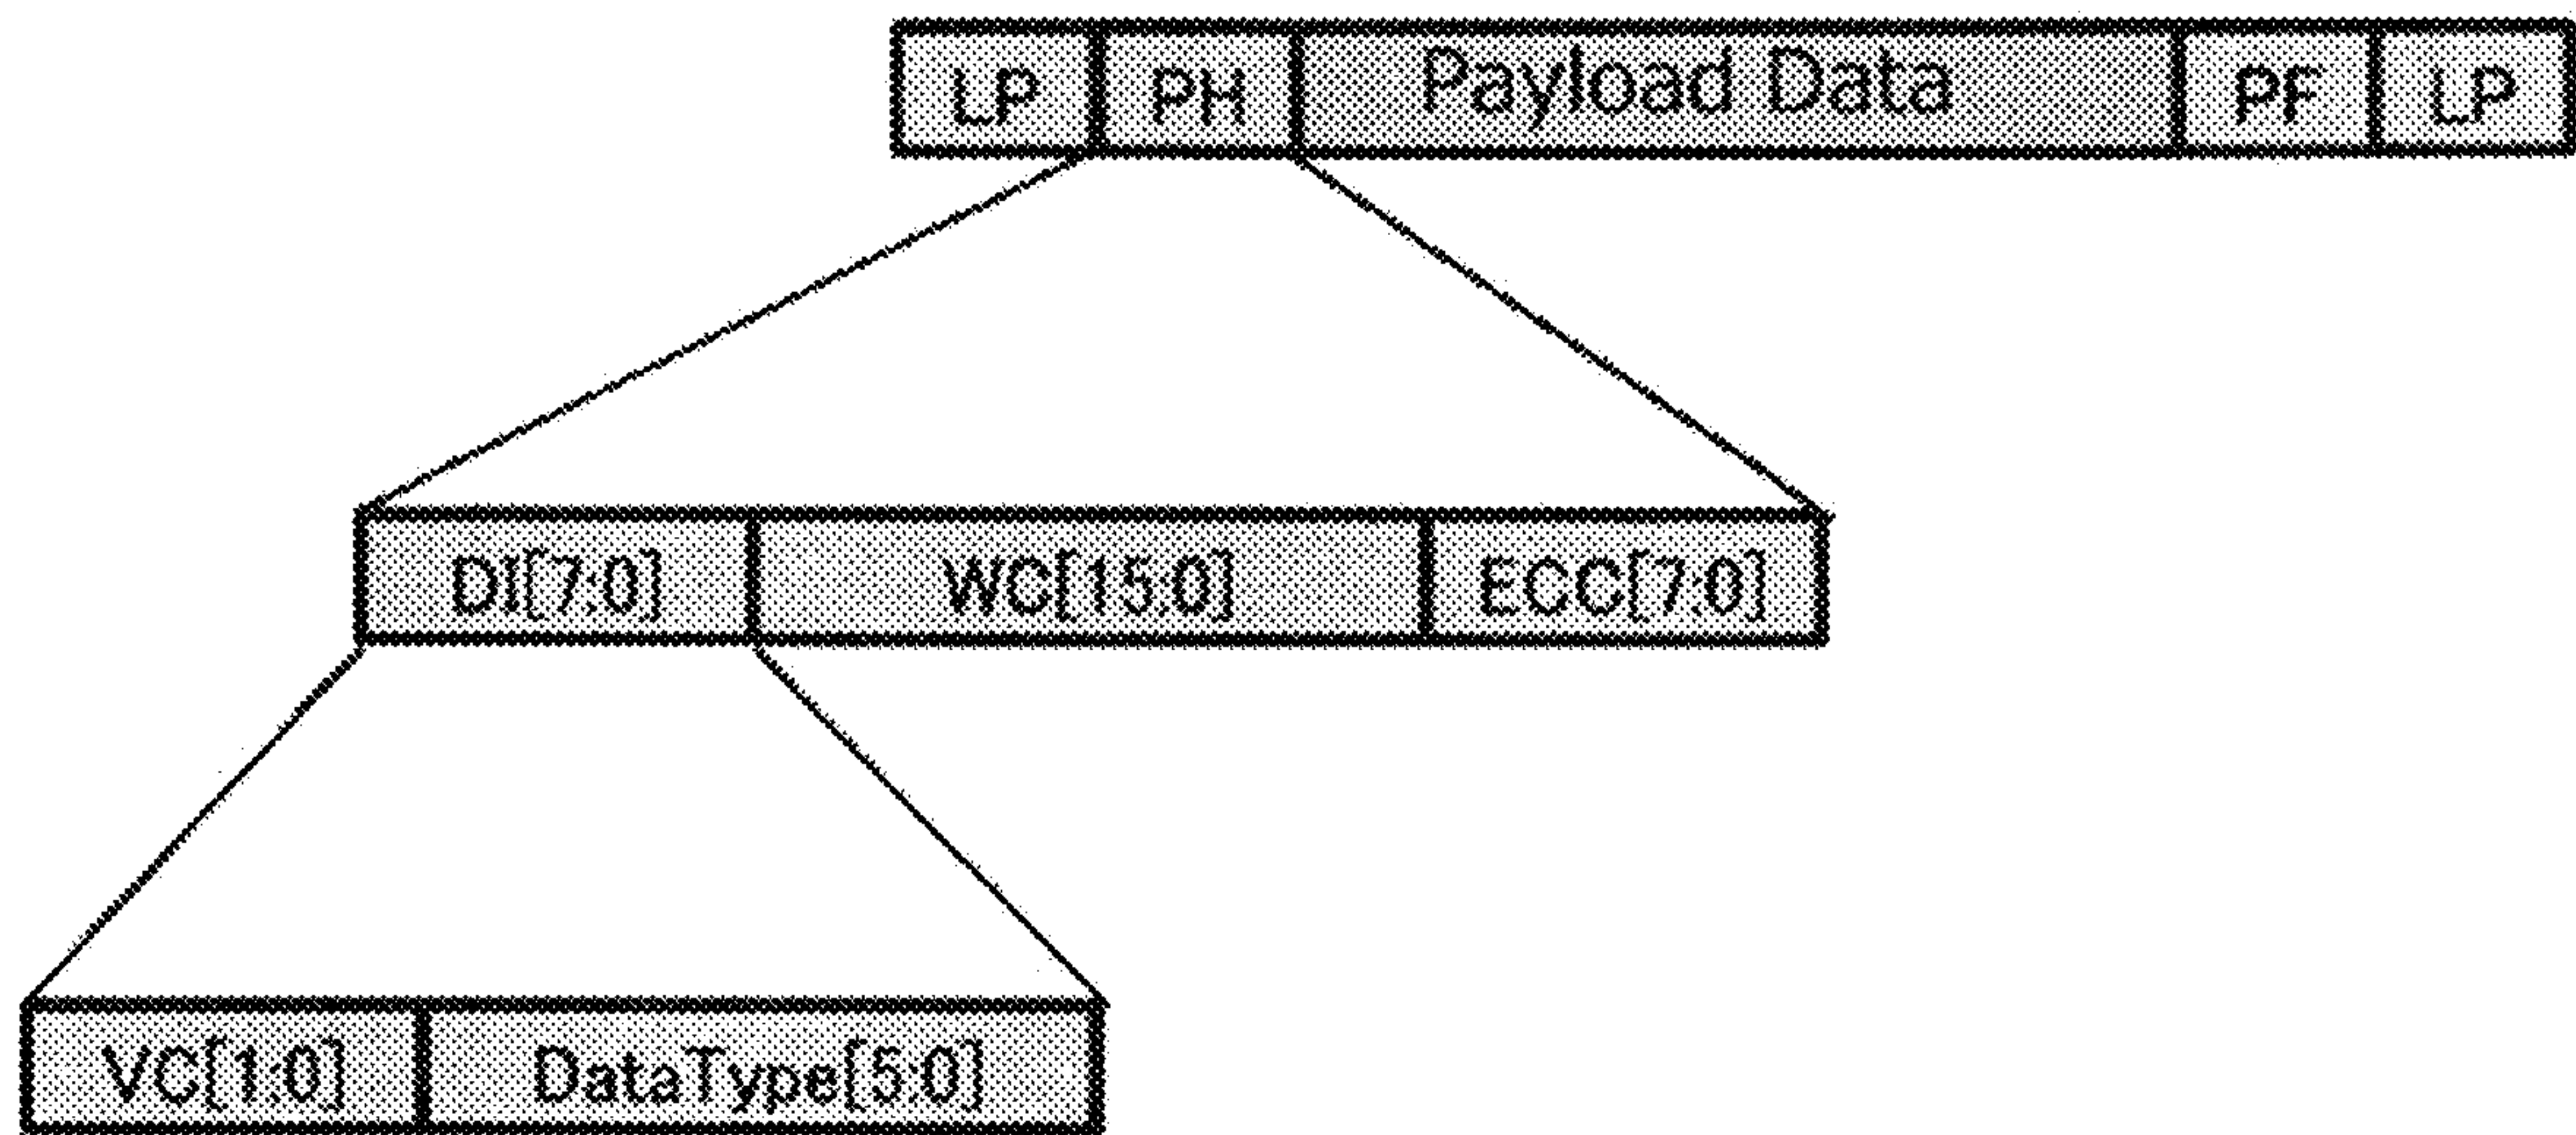 LP PH Payload Data PF LP
DI[7:0] WC[15:0] ECC[7:0]
VC[1:0] DataType[5:0]